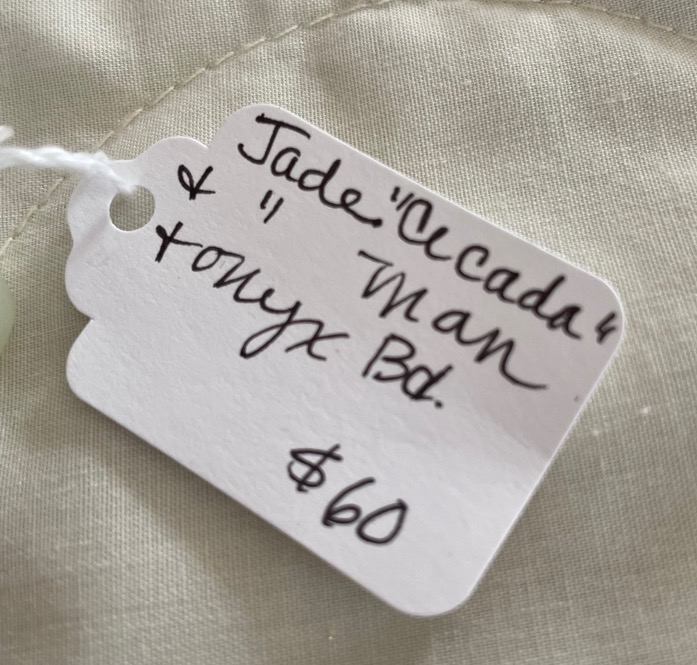 Jade "Cicada"
& " Man
+ onyx Bd.
$60